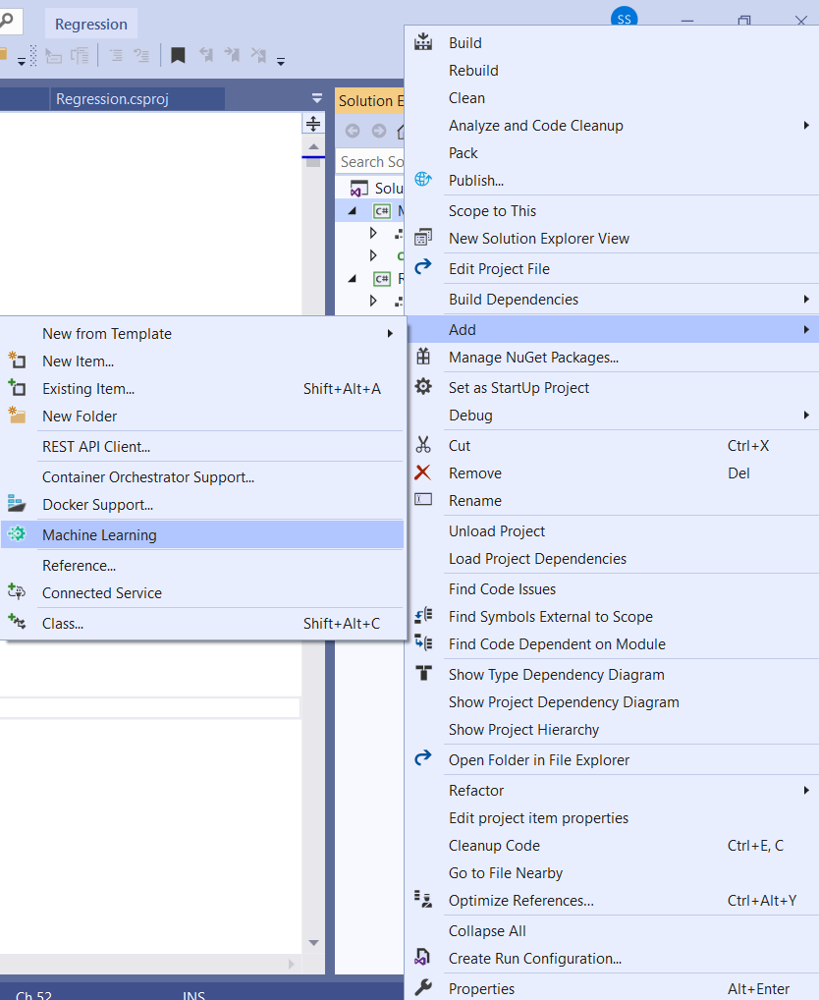 Regression
SS
Regression.csproj
Solution E
Search So
Solu
C#
C#
Build
Rebuild
Clean
Analyze and Code Cleanup
Pack
Publish...
Scope to This
New Solution Explorer View
Edit Project File
Build Dependencies
Add
Manage NuGet Packages...
Set as StartUp Project
Debug
Cut Ctrl+X
Remove Del
Rename
Unload Project
Load Project Dependencies
Find Code Issues
Find Symbols External to Scope
Find Code Dependent on Module
Show Type Dependency Diagram
Show Project Dependency Diagram
Show Project Hierarchy
Open Folder in File Explorer
Refactor
Edit project item properties
Cleanup Code Ctrl+E, C
Go to File Nearby
Optimize References... Ctrl+Alt+Y
Collapse All
Create Run Configuration...
Properties Alt+Enter
New from Template
New Item...
Existing Item... Shift+Alt+A
New Folder
REST API Client...
Container Orchestrator Support...
Docker Support...
Machine Learning
Reference...
Connected Service
Class... Shift+Alt+C
Ch 52 INS